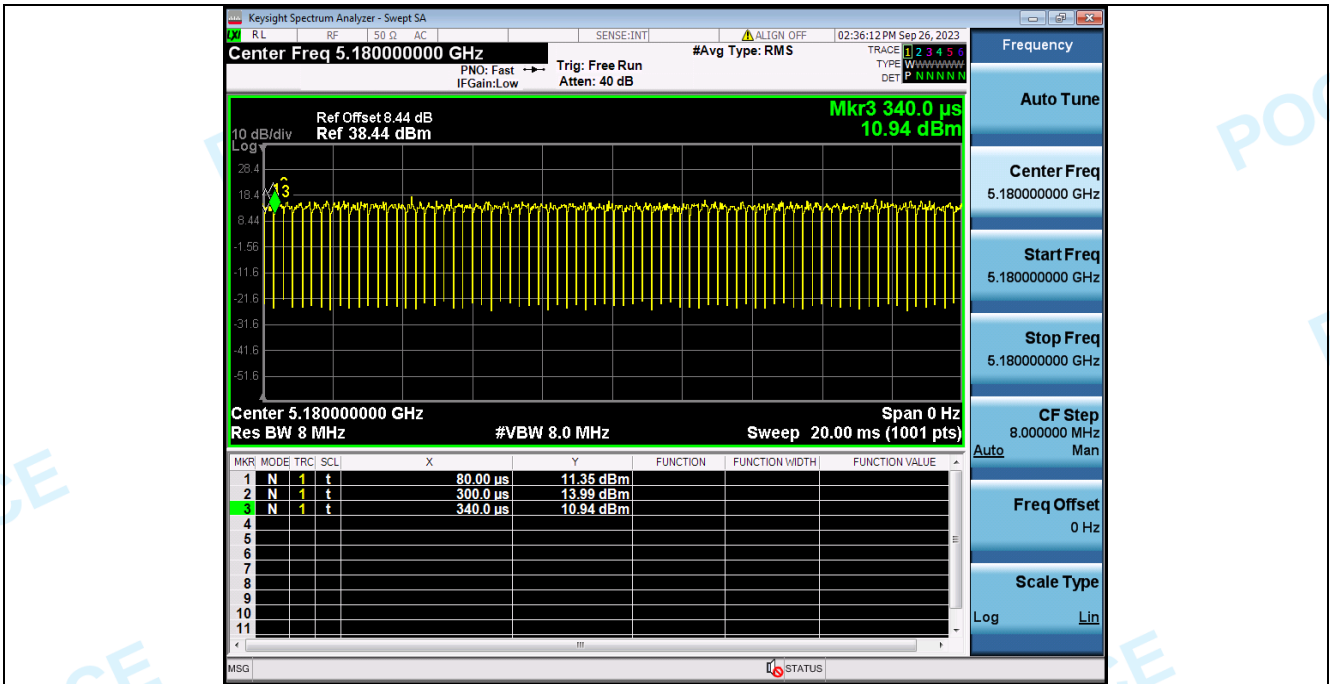 Keysight Spectrum Analyzer - Swept SA
LXI RL RF 50 Ω AC SENSE:INT ALIGN OFF 02:36:12 PM Sep 26, 2023
Center Freq 5.180000000 GHz #Avg Type: RMS TRACE 1 2 3 4 5 6
PNO: Fast Trig: Free Run TYPE WWWWWW
IFGain:Low Atten: 40 dB DET P N N N N N
Frequency
Auto Tune
Center Freq
5.180000000 GHz
Start Freq
5.180000000 GHz
Stop Freq
5.180000000 GHz
CF Step
8.000000 MHz
Auto Man
Freq Offset
0 Hz
Scale Type
Log Lin
Mkr3 340.0 µs
10.94 dBm
Ref Offset 8.44 dB
10 dB/div Ref 38.44 dBm
Log
28.4
18.4
8.44
-1.56
-11.6
-21.6
-31.6
-41.6
-51.6
13
Center 5.180000000 GHz Span 0 Hz
Res BW 8 MHz #VBW 8.0 MHz Sweep 20.00 ms (1001 pts)
MKR MODE TRC SCL X Y FUNCTION FUNCTION WIDTH FUNCTION VALUE
1 N 1 t 80.00 µs 11.35 dBm
2 N 1 t 300.0 µs 13.99 dBm
3 N 1 t 340.0 µs 10.94 dBm
4
5
6
7
8
9
10
11
MSG STATUS